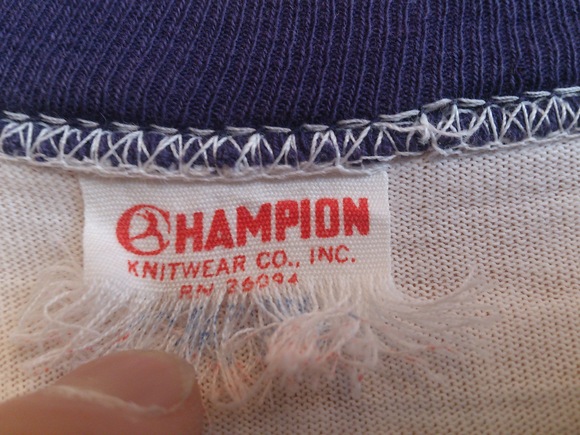 CHAMPION
KNITWEAR CO., INC.
RN 26094